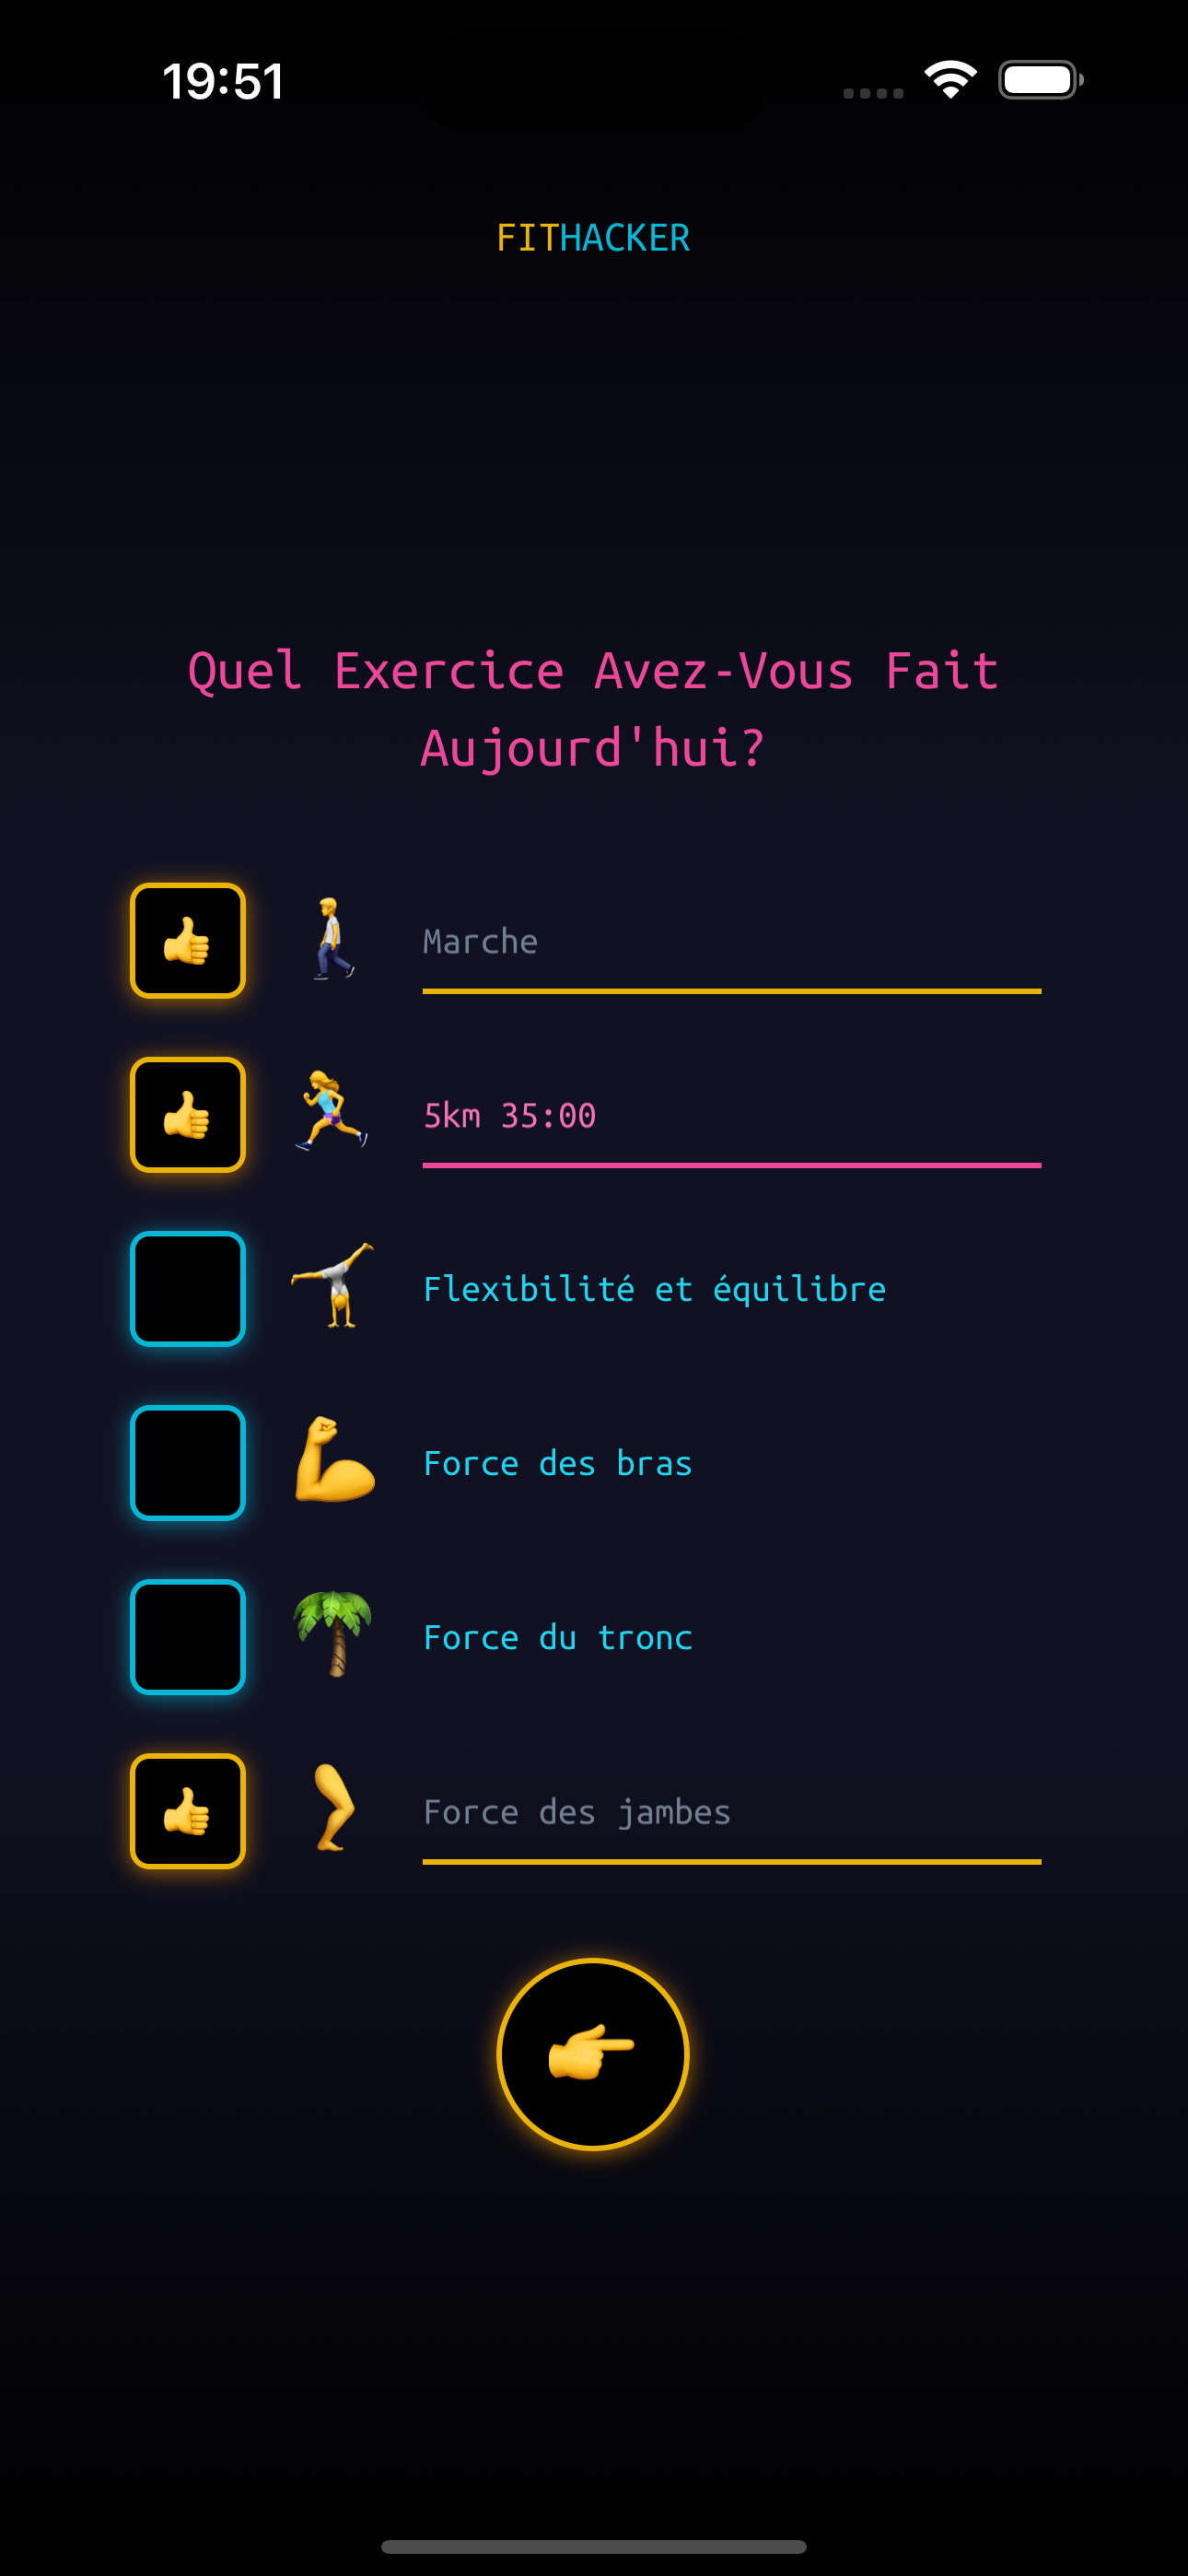 19:51
FITHACKER
Quel Exercice Avez-Vous Fait
Aujourd'hui?
Marche
5km 35:00
Flexibilité et équilibre
Force des bras
Force du tronc
Force des jambes